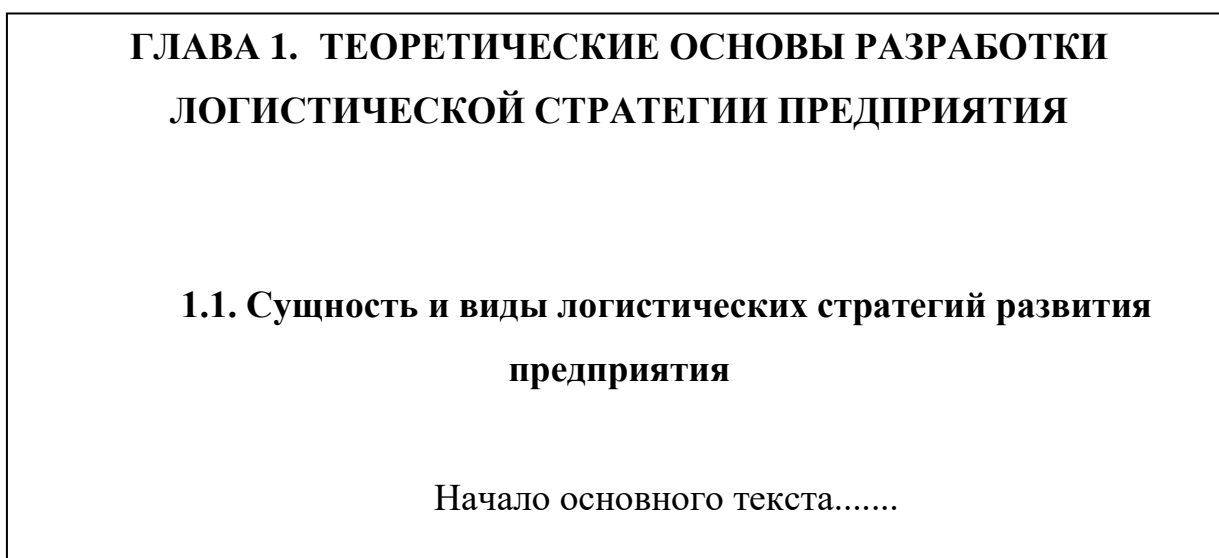 ГЛАВА 1. ТЕОРЕТИЧЕСКИЕ ОСНОВЫ РАЗРАБОТКИ
ЛОГИСТИЧЕСКОЙ СТРАТЕГИИ ПРЕДПРИЯТИЯ
1.1. Сущность и виды логистических стратегий развития
предприятия
Начало основного текста.......